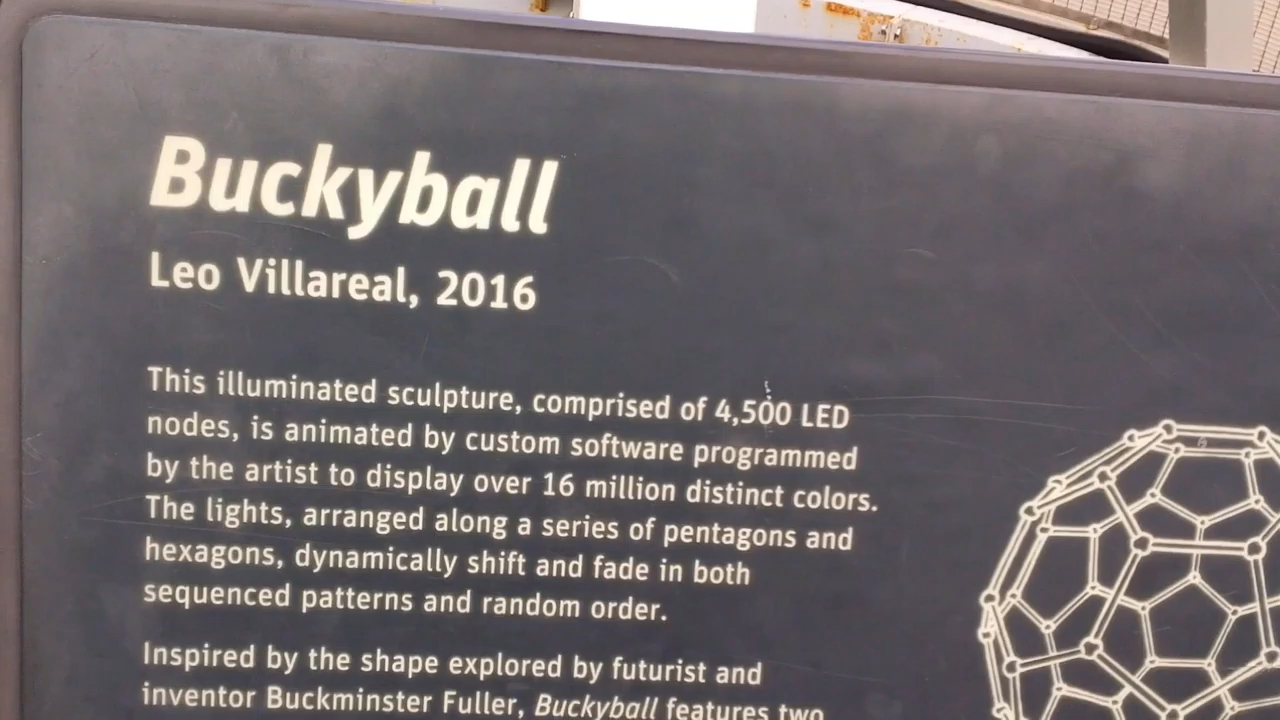 Buckyball
Leo Villareal, 2016
This illuminated sculpture, comprised of 4,500 LED
nodes, is animated by custom software programmed
by the artist to display over 16 million distinct colors.
The lights, arranged along a series of pentagons and
hexagons, dynamically shift and fade in both
sequenced patterns and random order.
Inspired by the shape explored by futurist and
inventor Buckminster Fuller, Buckyball features two